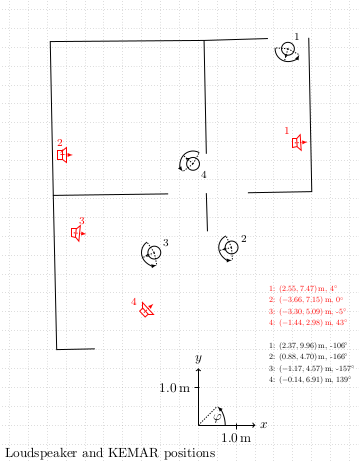 1
2
1
4
3
3
2
4
1: (2.55, 7.47) m, 4°
2: (−3.66, 7.15) m, 0°
3: (−3.30, 5.09) m, -5°
4: (−1.44, 2.98) m, 43°
1: (2.37, 9.96) m, -106°
2: (0.88, 4.70) m, -166°
3: (−1.17, 4.57) m, -157°
4: (−0.14, 6.91) m, 139°
y
1.0 m
φ
x
1.0 m
Loudspeaker and KEMAR positions